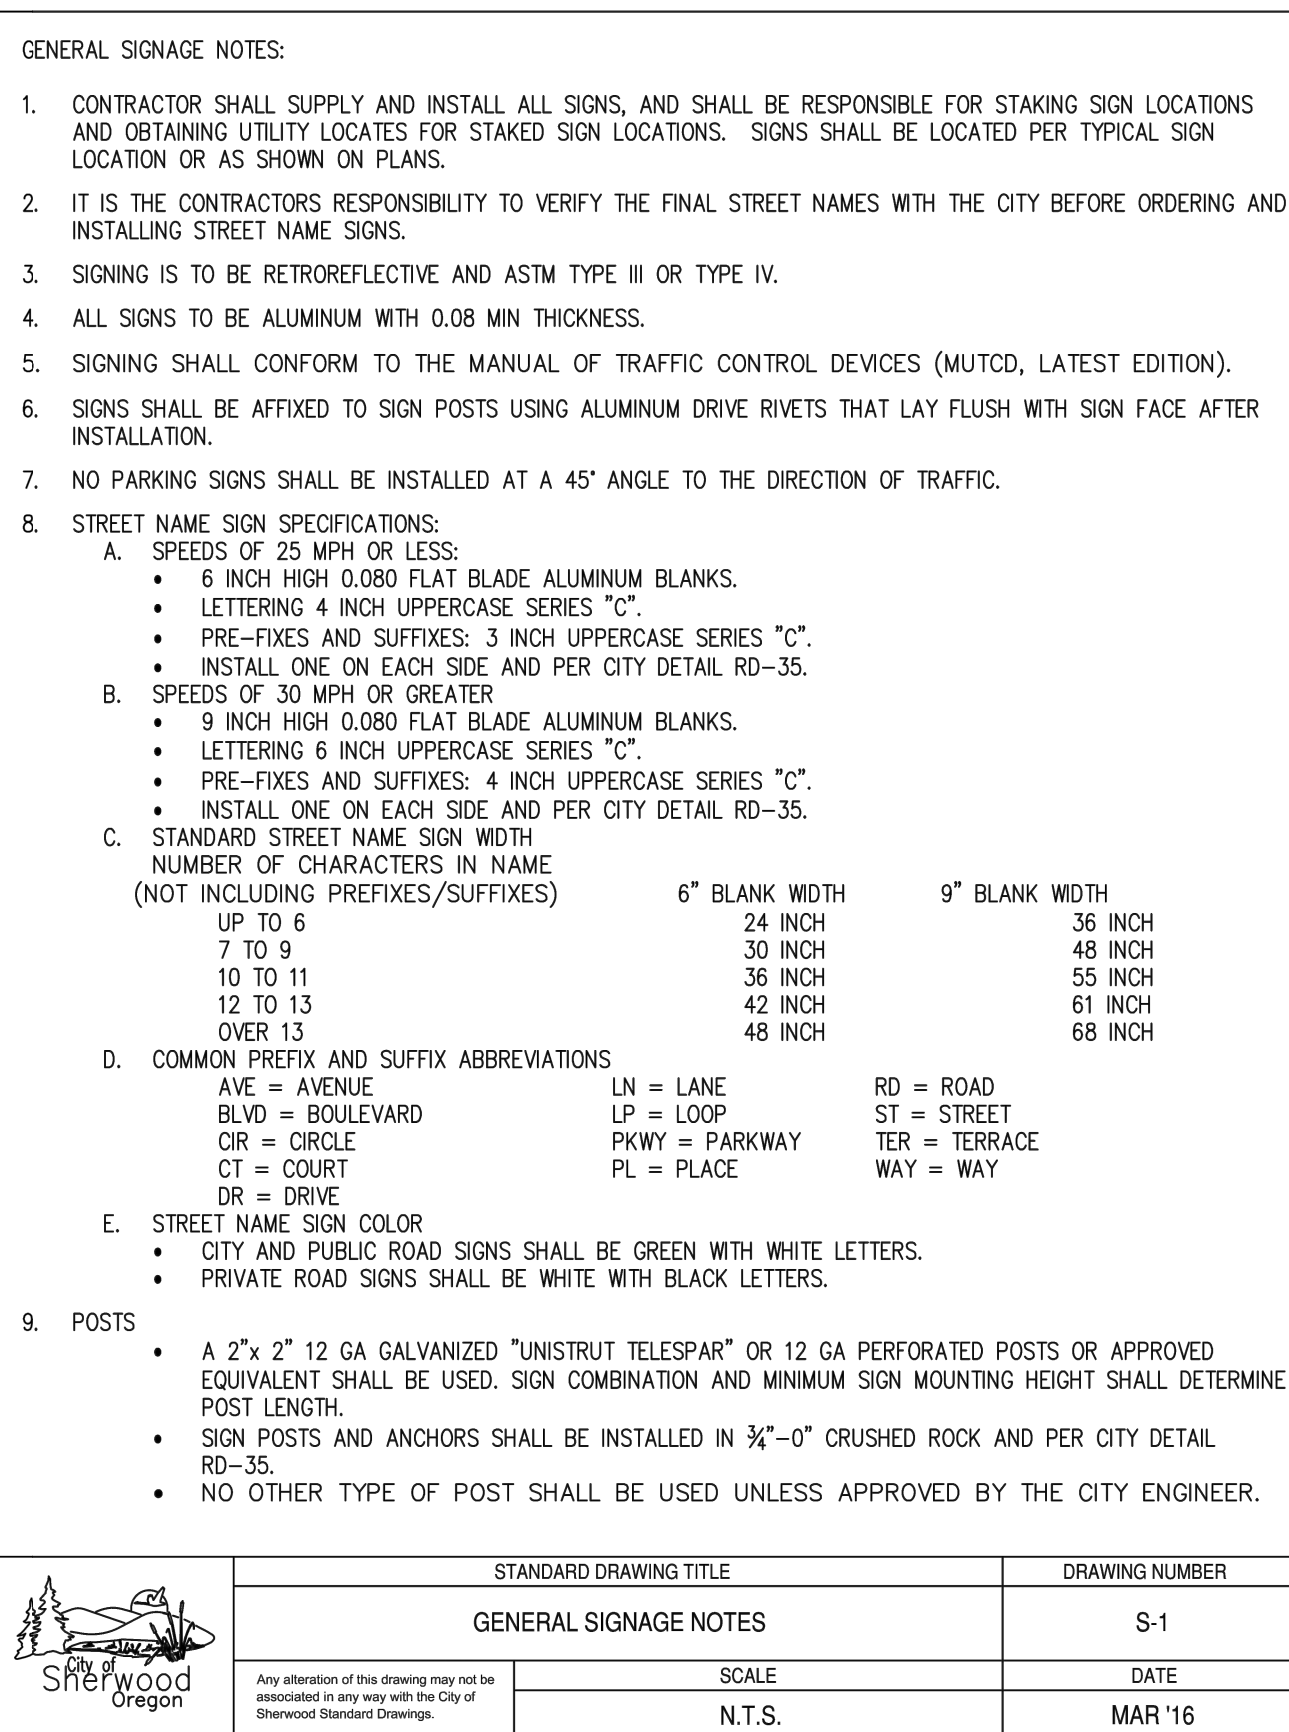 GENERAL SIGNAGE NOTES:
1. CONTRACTOR SHALL SUPPLY AND INSTALL ALL SIGNS, AND SHALL BE RESPONSIBLE FOR STAKING SIGN LOCATIONS
AND OBTAINING UTILITY LOCATES FOR STAKED SIGN LOCATIONS. SIGNS SHALL BE LOCATED PER TYPICAL SIGN
LOCATION OR AS SHOWN ON PLANS.
2. IT IS THE CONTRACTORS RESPONSIBILITY TO VERIFY THE FINAL STREET NAMES WITH THE CITY BEFORE ORDERING AND
INSTALLING STREET NAME SIGNS.
3. SIGNING IS TO BE RETROREFLECTIVE AND ASTM TYPE III OR TYPE IV.
4. ALL SIGNS TO BE ALUMINUM WITH 0.08 MIN THICKNESS.
5. SIGNING SHALL CONFORM TO THE MANUAL OF TRAFFIC CONTROL DEVICES (MUTCD, LATEST EDITION).
6. SIGNS SHALL BE AFFIXED TO SIGN POSTS USING ALUMINUM DRIVE RIVETS THAT LAY FLUSH WITH SIGN FACE AFTER
INSTALLATION.
7. NO PARKING SIGNS SHALL BE INSTALLED AT A 45° ANGLE TO THE DIRECTION OF TRAFFIC.
8. STREET NAME SIGN SPECIFICATIONS:
A. SPEEDS OF 25 MPH OR LESS:
• 6 INCH HIGH 0.080 FLAT BLADE ALUMINUM BLANKS.
• LETTERING 4 INCH UPPERCASE SERIES "C".
• PRE-FIXES AND SUFFIXES: 3 INCH UPPERCASE SERIES "C".
• INSTALL ONE ON EACH SIDE AND PER CITY DETAIL RD-35.
B. SPEEDS OF 30 MPH OR GREATER
• 9 INCH HIGH 0.080 FLAT BLADE ALUMINUM BLANKS.
• LETTERING 6 INCH UPPERCASE SERIES "C".
• PRE-FIXES AND SUFFIXES: 4 INCH UPPERCASE SERIES "C".
• INSTALL ONE ON EACH SIDE AND PER CITY DETAIL RD-35.
C. STANDARD STREET NAME SIGN WIDTH
NUMBER OF CHARACTERS IN NAME
(NOT INCLUDING PREFIXES/SUFFIXES) 6" BLANK WIDTH 9" BLANK WIDTH
UP TO 6 24 INCH 36 INCH
7 TO 9 30 INCH 48 INCH
10 TO 11 36 INCH 55 INCH
12 TO 13 42 INCH 61 INCH
OVER 13 48 INCH 68 INCH
D. COMMON PREFIX AND SUFFIX ABBREVIATIONS
AVE = AVENUE LN = LANE RD = ROAD
BLVD = BOULEVARD LP = LOOP ST = STREET
CIR = CIRCLE PKWY = PARKWAY TER = TERRACE
CT = COURT PL = PLACE WAY = WAY
DR = DRIVE
E. STREET NAME SIGN COLOR
• CITY AND PUBLIC ROAD SIGNS SHALL BE GREEN WITH WHITE LETTERS.
• PRIVATE ROAD SIGNS SHALL BE WHITE WITH BLACK LETTERS.
9. POSTS
• A 2"x 2" 12 GA GALVANIZED "UNISTRUT TELESPAR" OR 12 GA PERFORATED POSTS OR APPROVED
EQUIVALENT SHALL BE USED. SIGN COMBINATION AND MINIMUM SIGN MOUNTING HEIGHT SHALL DETERMINE
POST LENGTH.
• SIGN POSTS AND ANCHORS SHALL BE INSTALLED IN ¾"-0" CRUSHED ROCK AND PER CITY DETAIL
RD-35.
• NO OTHER TYPE OF POST SHALL BE USED UNLESS APPROVED BY THE CITY ENGINEER.
City of
Sherwood
Oregon
STANDARD DRAWING TITLE
GENERAL SIGNAGE NOTES
DRAWING NUMBER
S-1
Any alteration of this drawing may not be
associated in any way with the City of
Sherwood Standard Drawings.
SCALE
N.T.S.
DATE
MAR '16